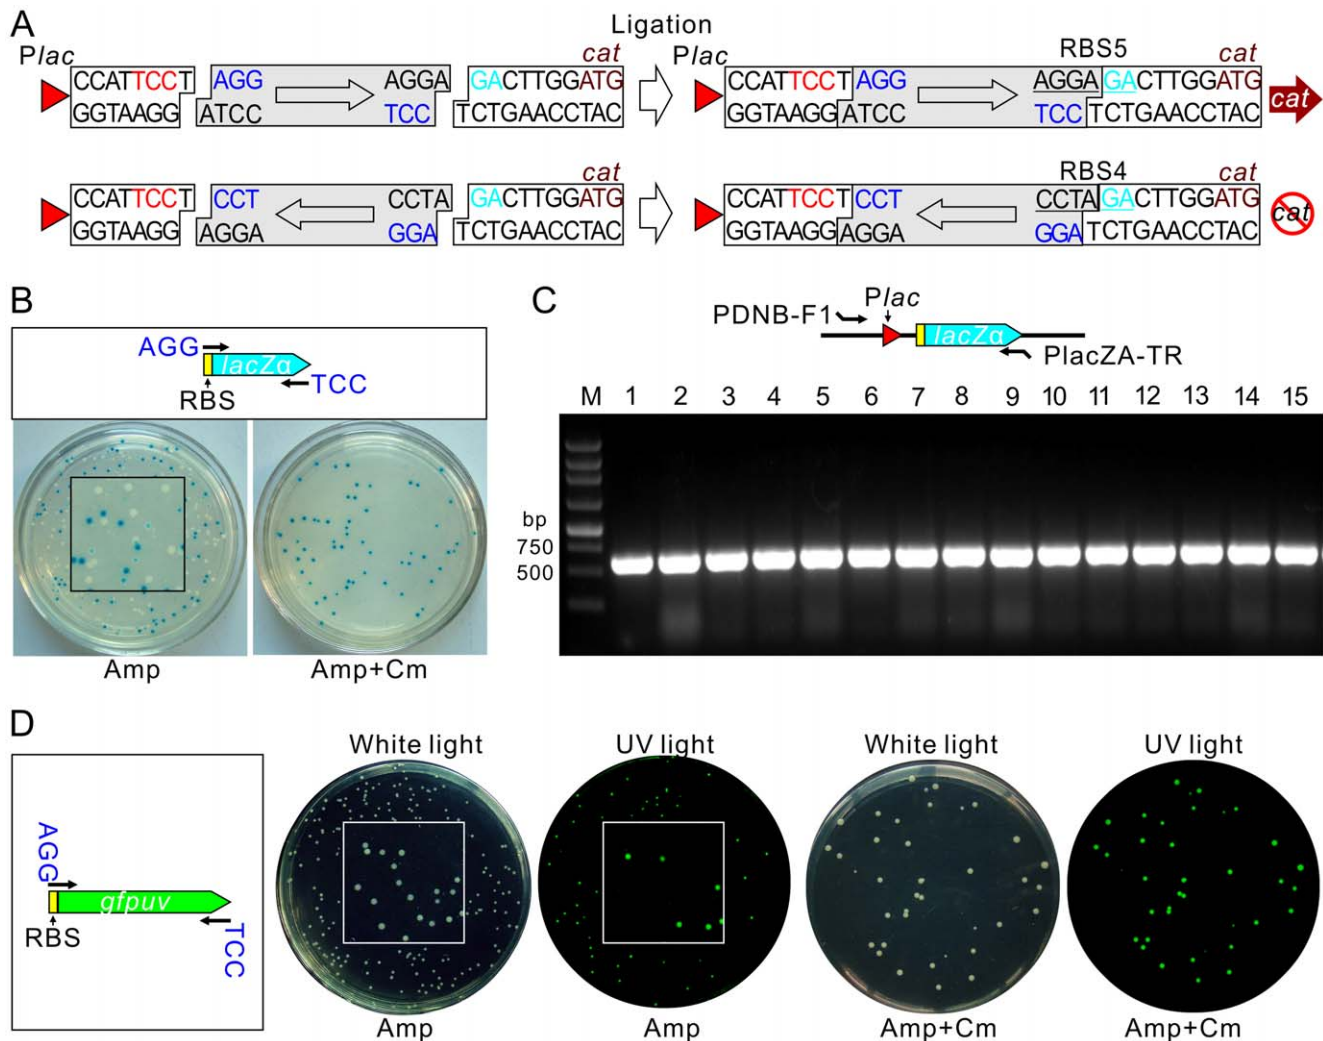 A
Ligation
Plac
cat
Plac
RBS5
cat
CCATTCCT
AGG
AGGA
GACTTGGATG
CCATTCCT
AGG
AGGA
GACTTGGATG
cat
GGTAAGG
ATCC
TCC
TCTGAACCTAC
GGTAAGG
ATCC
TCC
TCTGAACCTAC
cat
RBS4
cat
CCATTCCT
CCT
CCTA
GACTTGGATG
CCATTCCT
CCT
CCTA
GACTTGGATG
cat
GGTAAGG
AGGA
GGA
TCTGAACCTAC
GGTAAGG
AGGA
GGA
TCTGAACCTAC
B
AGG
lacZα
TCC
RBS
Amp
Amp+Cm
C
Plac
PDNB-F1
lacZα
PlacZA-TR
M 1 2 3 4 5 6 7 8 9 10 11 12 13 14 15
bp
750
500
D
AGG
gfpuv
RBS
TCC
White light
UV light
White light
UV light
Amp
Amp
Amp+Cm
Amp+Cm